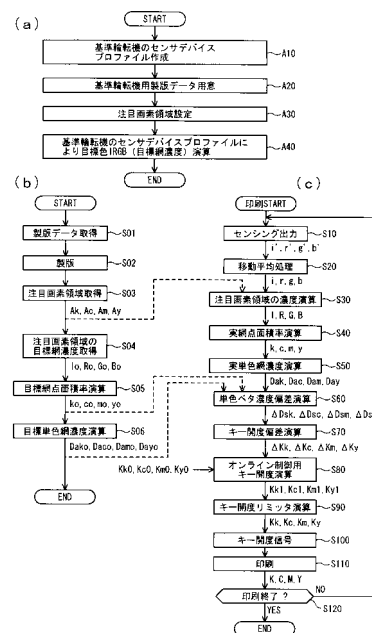 (a)
START
基準輪転機のセンサデバイス
プロファイル作成
A10
基準輪転機用製版データ用意
A20
注目画素領域設定
A30
基準輪転機のセンサデバイスプロファイルに
より目標色IRGB(目標網濃度)演算
A40
END
(b)
START
製版データ取得
S01
製版
S02
注目画素領域取得
S03
Ak, Ac, Am, Ay
注目画素領域の
目標網濃度取得
S04
Io, Ro, Go, Bo
目標網点面積率演算
S05
ko, co, mo, yo
目標単色網濃度演算
S06
Dako, Daco, Damo, Dayo
END
(c)
印刷START
センシング出力
S10
i', r', g', b'
移動平均処理
S20
i, r, g, b
注目画素領域の濃度演算
S30
I, R, G, B
実網点面積率演算
S40
k, c, m, y
実単色網濃度演算
S50
Dak, Dac, Dam, Day
単色ベタ濃度偏差演算
S60
ΔDsk, ΔDsc, ΔDsm, ΔDs
キー開度偏差演算
S70
ΔKk, ΔKc, ΔKm, ΔKy
Kk0, Kc0, Km0, Ky0
オンライン制御用
キー開度演算
S80
Kk1, Kc1, Km1, Ky1
キー開度リミッタ演算
S90
Kk, Kc, Km, Ky
キー開度信号
S100
印刷
S110
K, C, M, Y
印刷終了 ?
NO
S120
YES
END